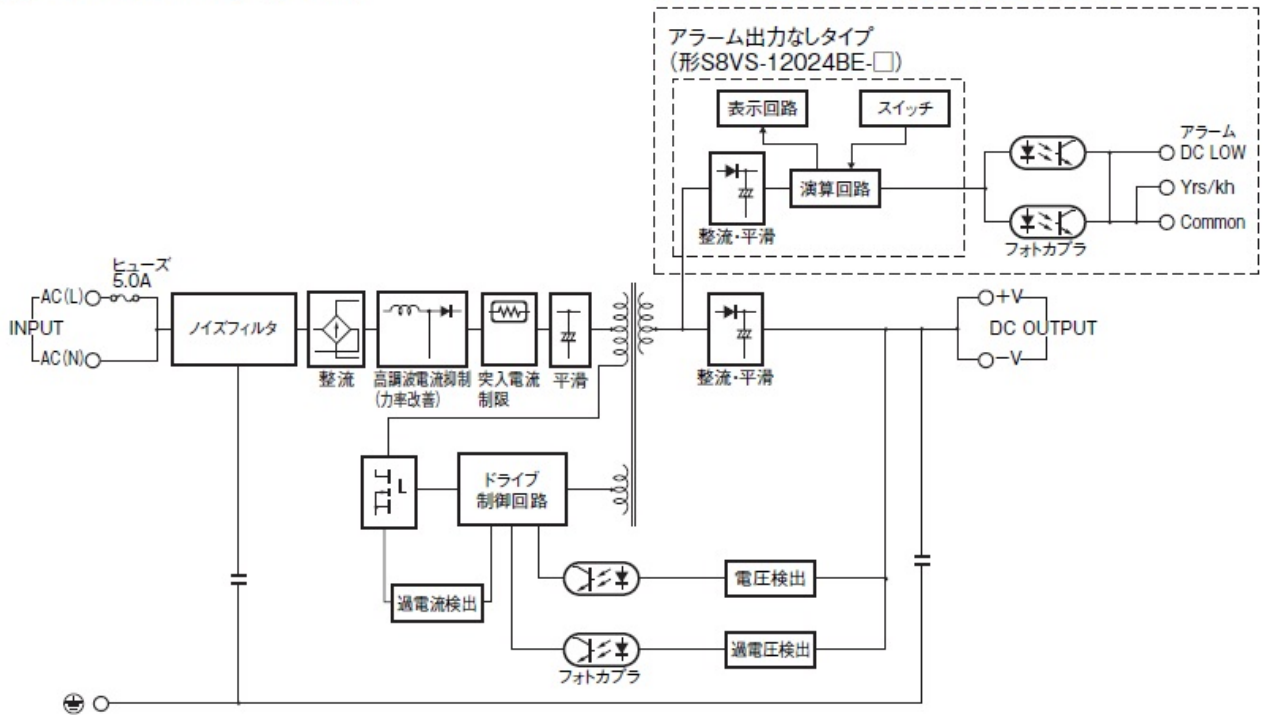 アラーム出力なしタイプ
(形S8VS-12024BE-□)
表示回路
スイッチ
演算回路
整流・平滑
アラーム
DC LOW
Yrs/kh
Common
フォトカプラ
ヒューズ
5.0A
AC(L)
INPUT
AC(N)
ノイズフィルタ
整流
高調波電流抑制
(力率改善)
突入電流
制限
平滑
整流・平滑
+V
DC OUTPUT
-V
ドライブ
制御回路
過電流検出
電圧検出
過電圧検出
フォトカプラ